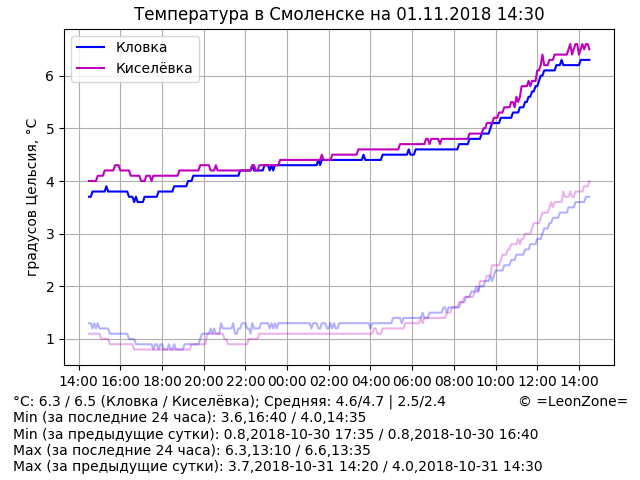 Температура в Смоленске на 01.11.2018 14:30
Кловка
Киселёвка
градусов Цельсия, °C
6
5
4
3
2
1
14:00 16:00 18:00 20:00 22:00 00:00 02:00 04:00 06:00 08:00 10:00 12:00 14:00
°C: 6.3 / 6.5 (Кловка / Киселёвка); Средняя: 4.6/4.7 | 2.5/2.4 © =LeonZone=
Min (за последние 24 часа): 3.6,16:40 / 4.0,14:35
Min (за предыдущие сутки): 0.8,2018-10-30 17:35 / 0.8,2018-10-30 16:40
Max (за последние 24 часа): 6.3,13:10 / 6.6,13:35
Max (за предыдущие сутки): 3.7,2018-10-31 14:20 / 4.0,2018-10-31 14:30